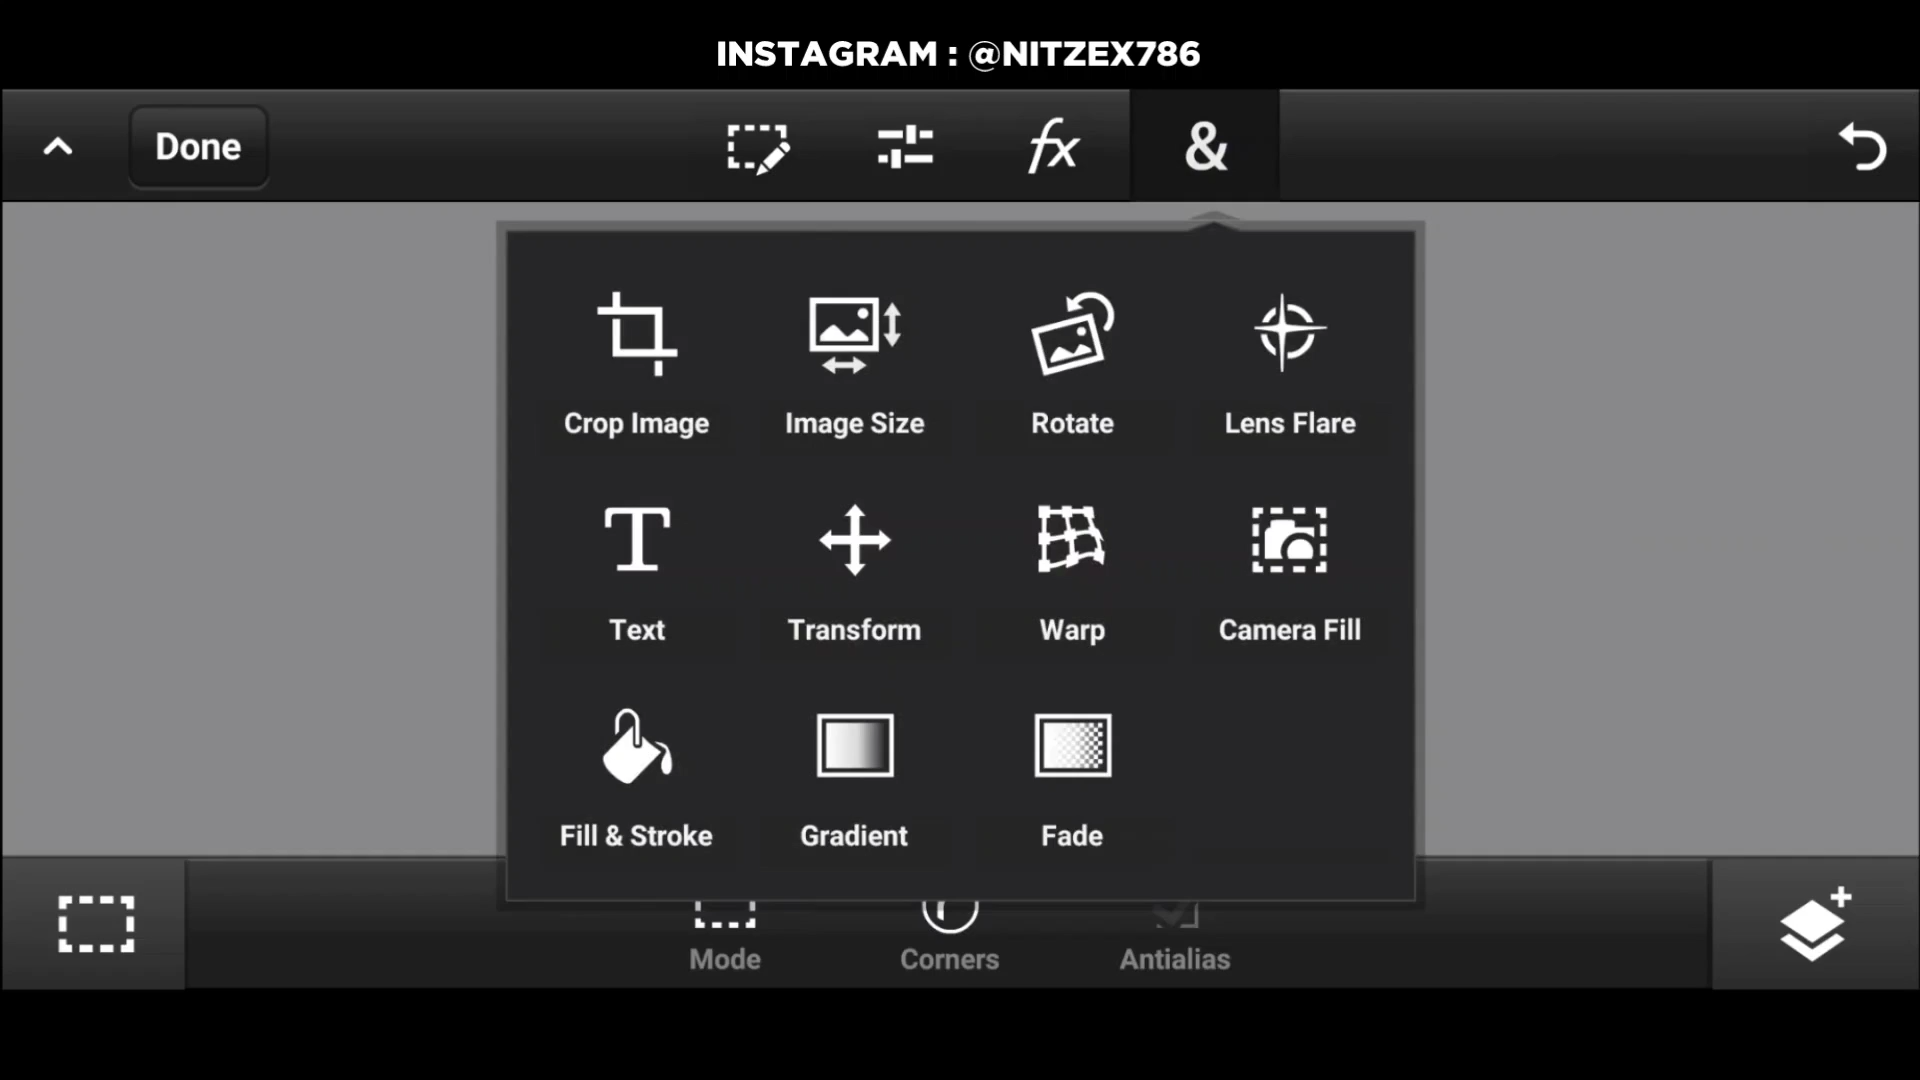 INSTAGRAM : @NITZEX786
Done
fx
&
Crop Image
Image Size
Rotate
Lens Flare
Text
Transform
Warp
Camera Fill
Fill & Stroke
Gradient
Fade
Mode
Corners
Antialias